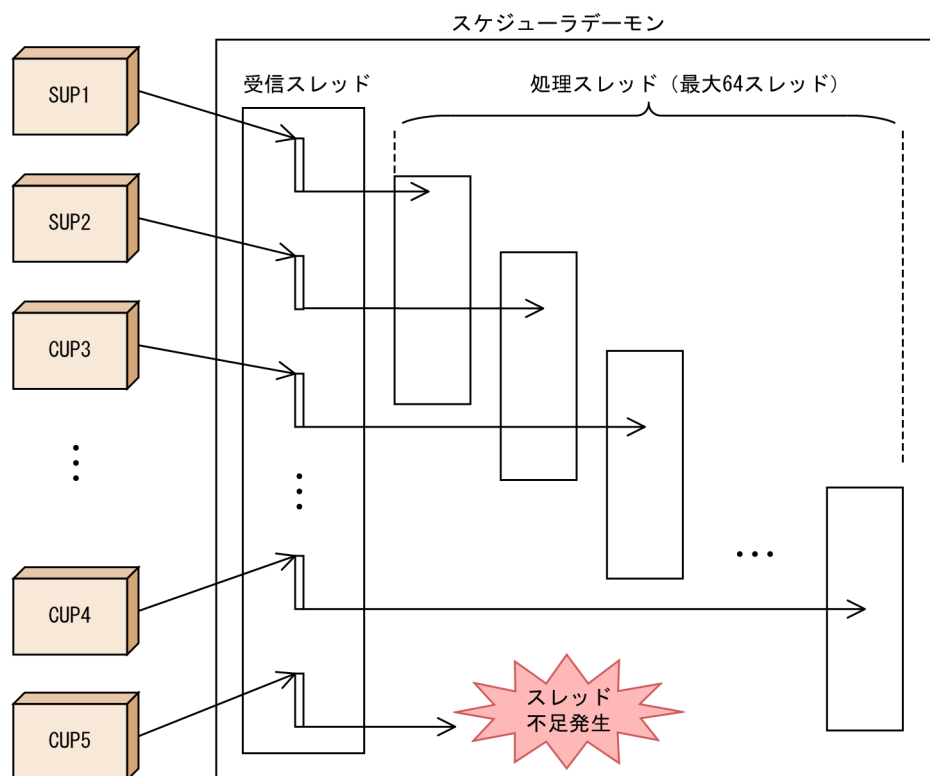 スケジューラデーモン
受信スレッド
処理スレッド（最大64スレッド）
SUP1
SUP2
CUP3
CUP4
CUP5
スレッド
不足発生